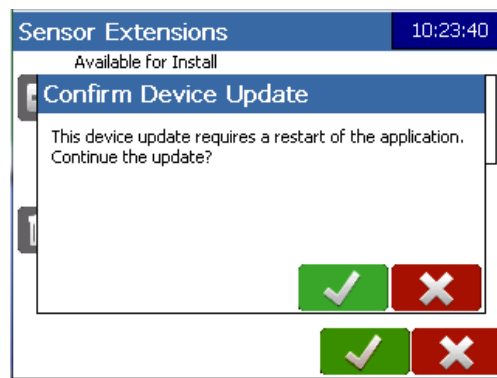 Sensor Extensions
10:23:40
Available for Install
Confirm Device Update
This device update requires a restart of the application.
Continue the update?